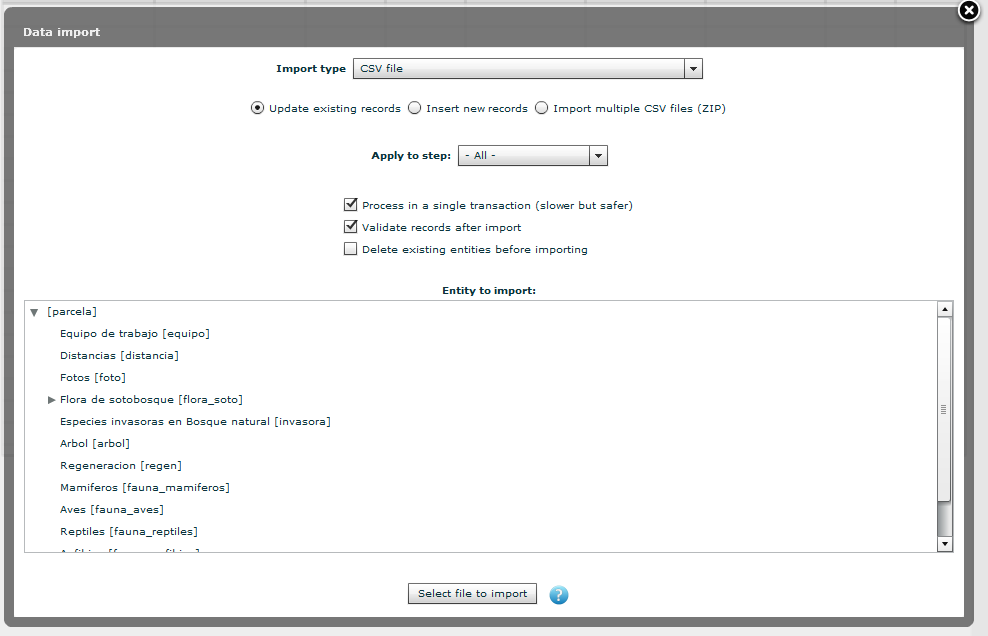 Data import
Import type CSV file
Update existing records Insert new records Import multiple CSV files (ZIP)
Apply to step: - All -
Process in a single transaction (slower but safer)
Validate records after import
Delete existing entities before importing
Entity to import:
[parcela]
Equipo de trabajo [equipo]
Distancias [distancia]
Fotos [foto]
Flora de sotobosque [flora_soto]
Especies invasoras en Bosque natural [invasora]
Arbol [arbol]
Regeneracion [regen]
Mamiferos [fauna_mamiferos]
Aves [fauna_aves]
Reptiles [fauna_reptiles]
Select file to import ?